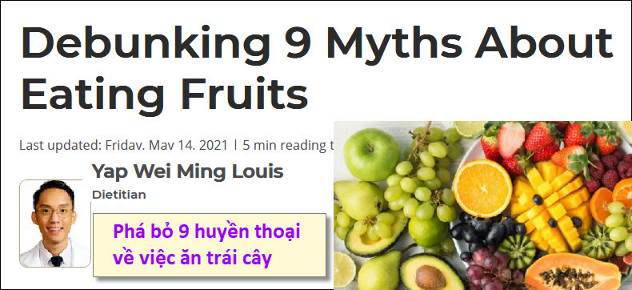 Debunking 9 Myths About
Eating Fruits
Last updated: Friday, May 14, 2021 | 5 min reading t
Yap Wei Ming Louis
Dietitian
Phá bỏ 9 huyền thoại
về việc ăn trái cây